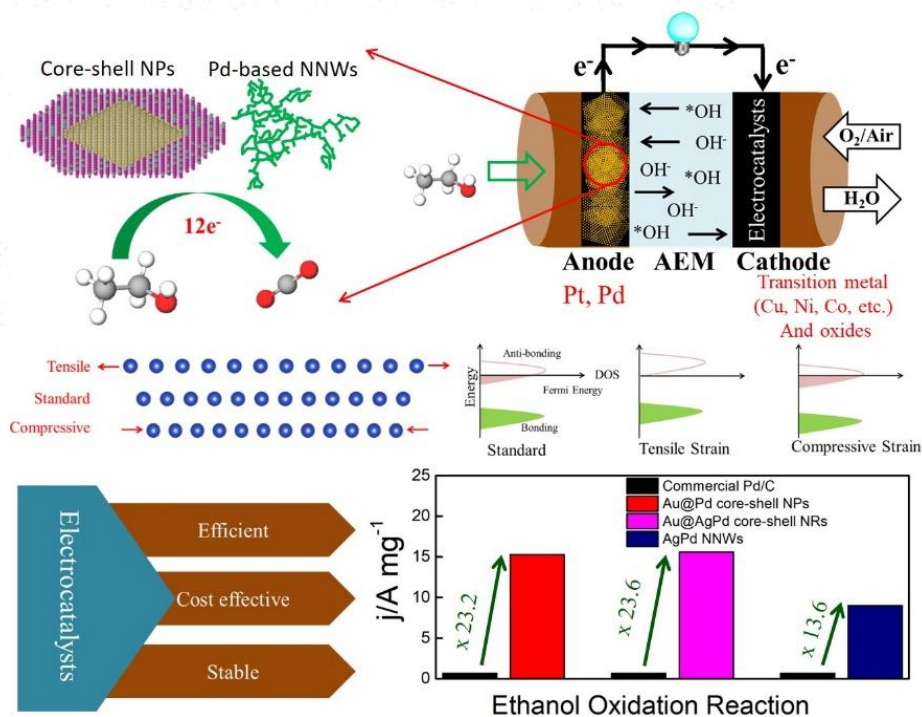 Core-shell NPs
Pd-based NNWs
12e-
e-
e-
*OH
OH-
OH-
*OH
OH-
*OH
Electrocatalysts
O2/Air
H2O
Anode
AEM
Cathode
Pt, Pd
Transition metal
(Cu, Ni, Co, etc.)
And oxides
Tensile
Standard
Compressive
Energy
Anti-bonding
DOS
Fermi Energy
Bonding
Standard
Tensile Strain
Compressive Strain
Electrocatalysts
Efficient
Cost effective
Stable
j/A mg-1
25
20
15
10
5
0
Commercial Pd/C
Au@Pd core-shell NPs
Au@AgPd core-shell NRs
AgPd NNWs
x 23.2
x 23.6
x 13.6
Ethanol Oxidation Reaction